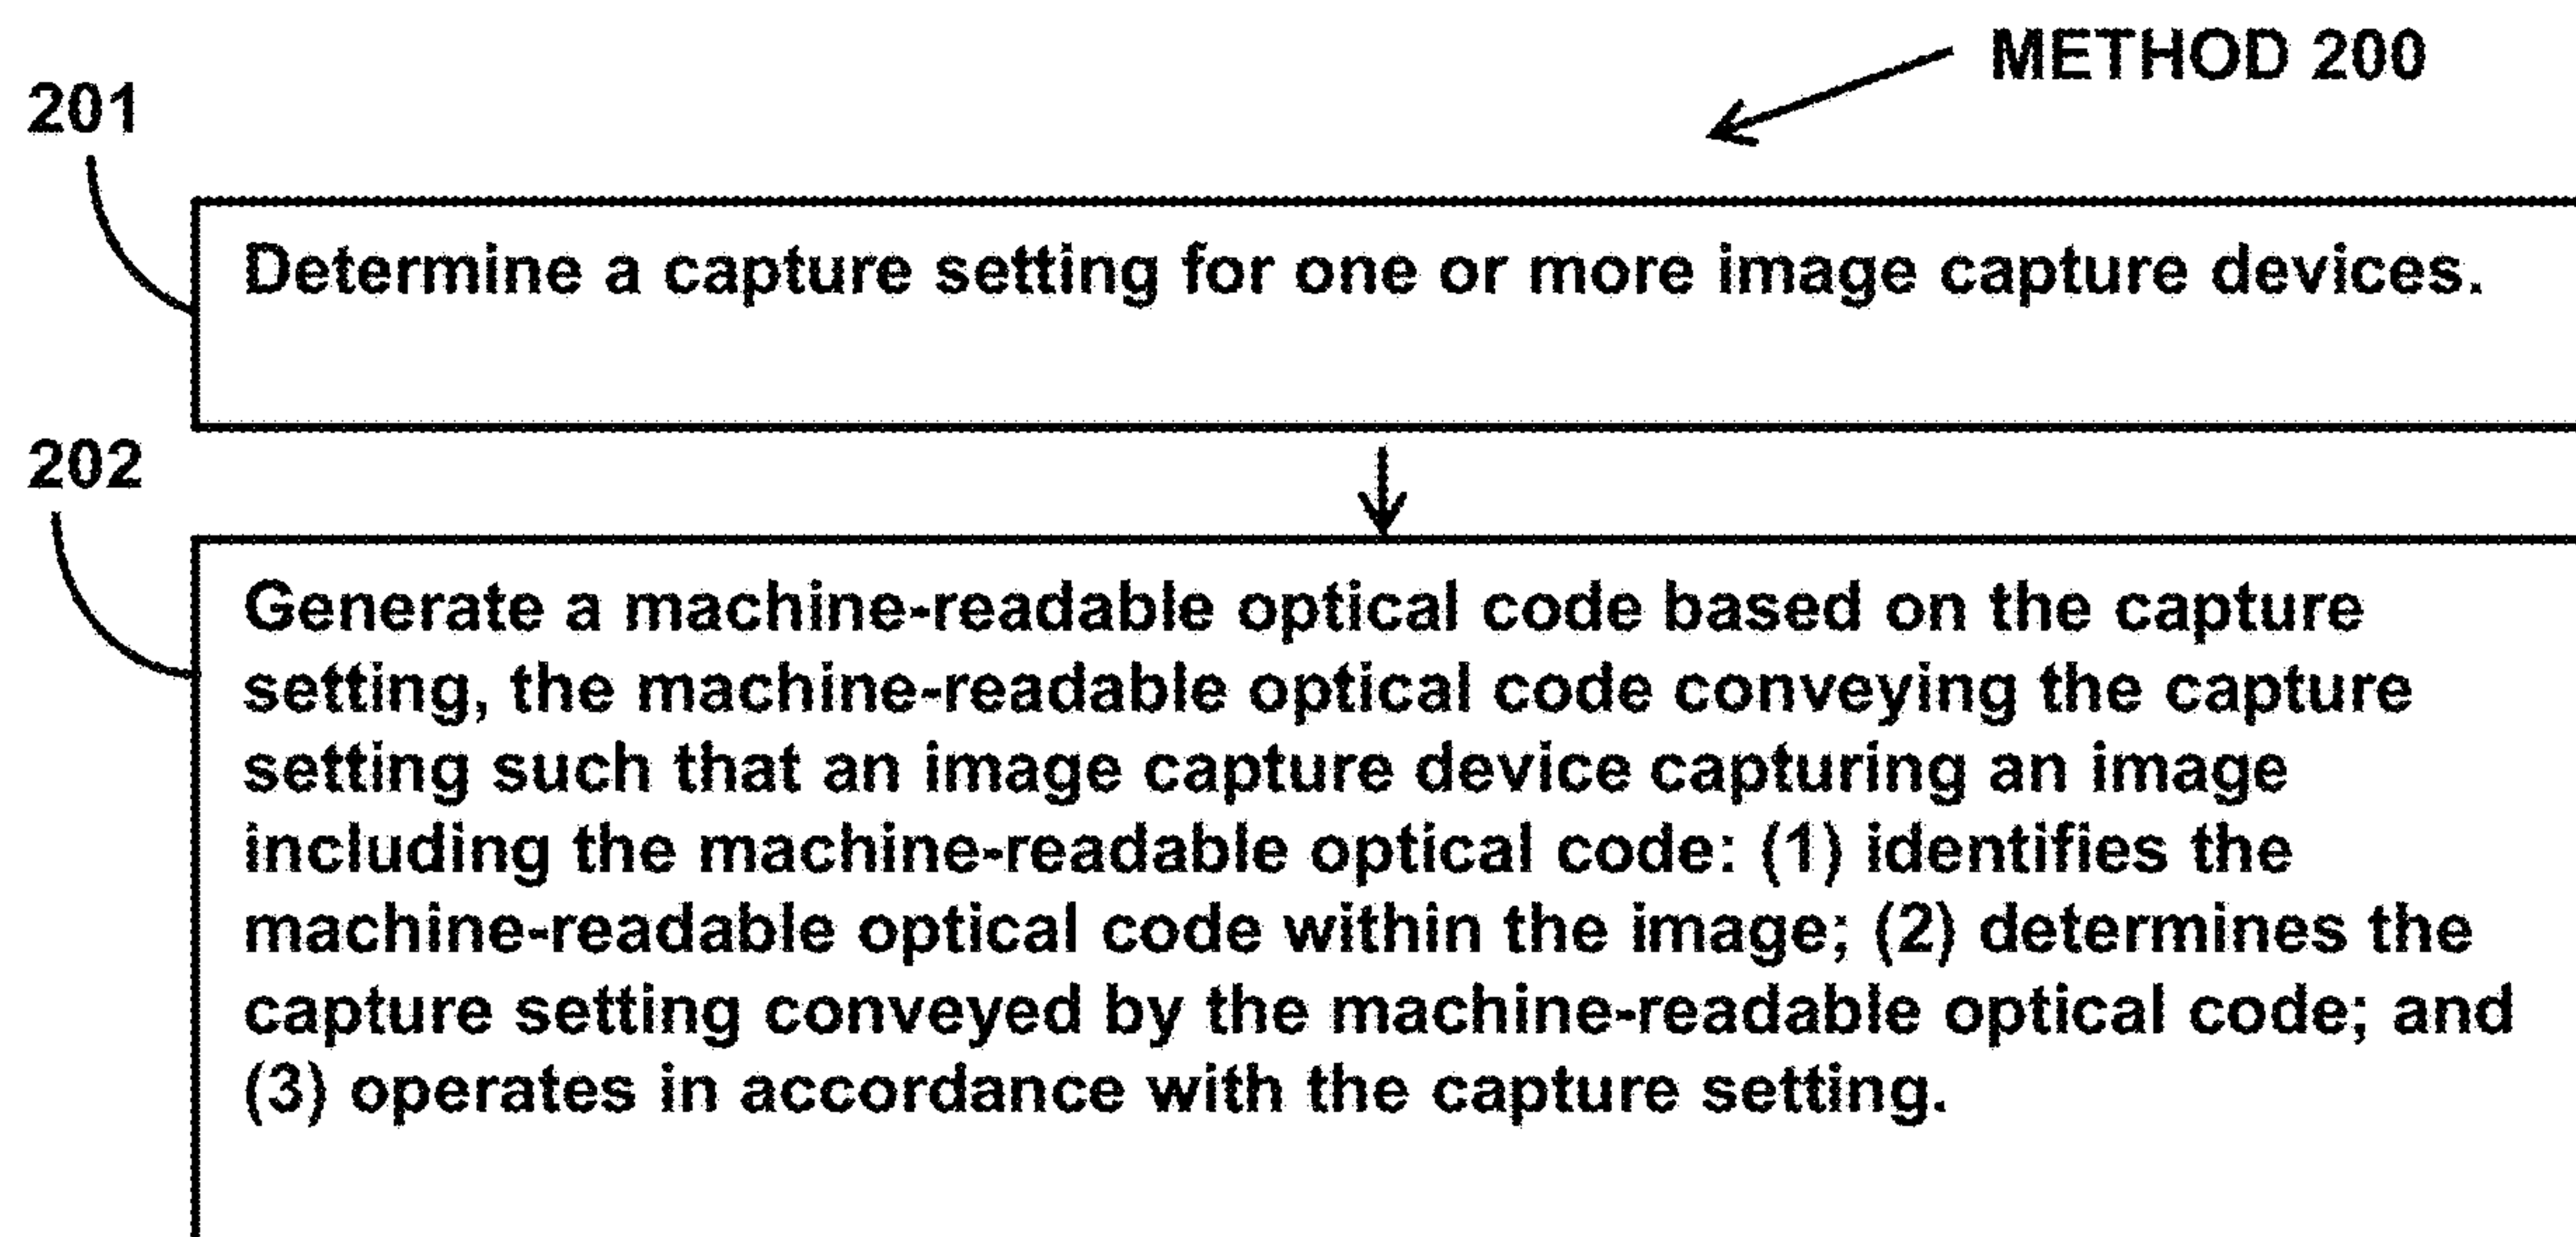 METHOD 200
201
Determine a capture setting for one or more image capture devices.
202
Generate a machine-readable optical code based on the capture
setting, the machine-readable optical code conveying the capture
setting such that an image capture device capturing an image
including the machine-readable optical code: (1) identifies the
machine-readable optical code within the image; (2) determines the
capture setting conveyed by the machine-readable optical code; and
(3) operates in accordance with the capture setting.